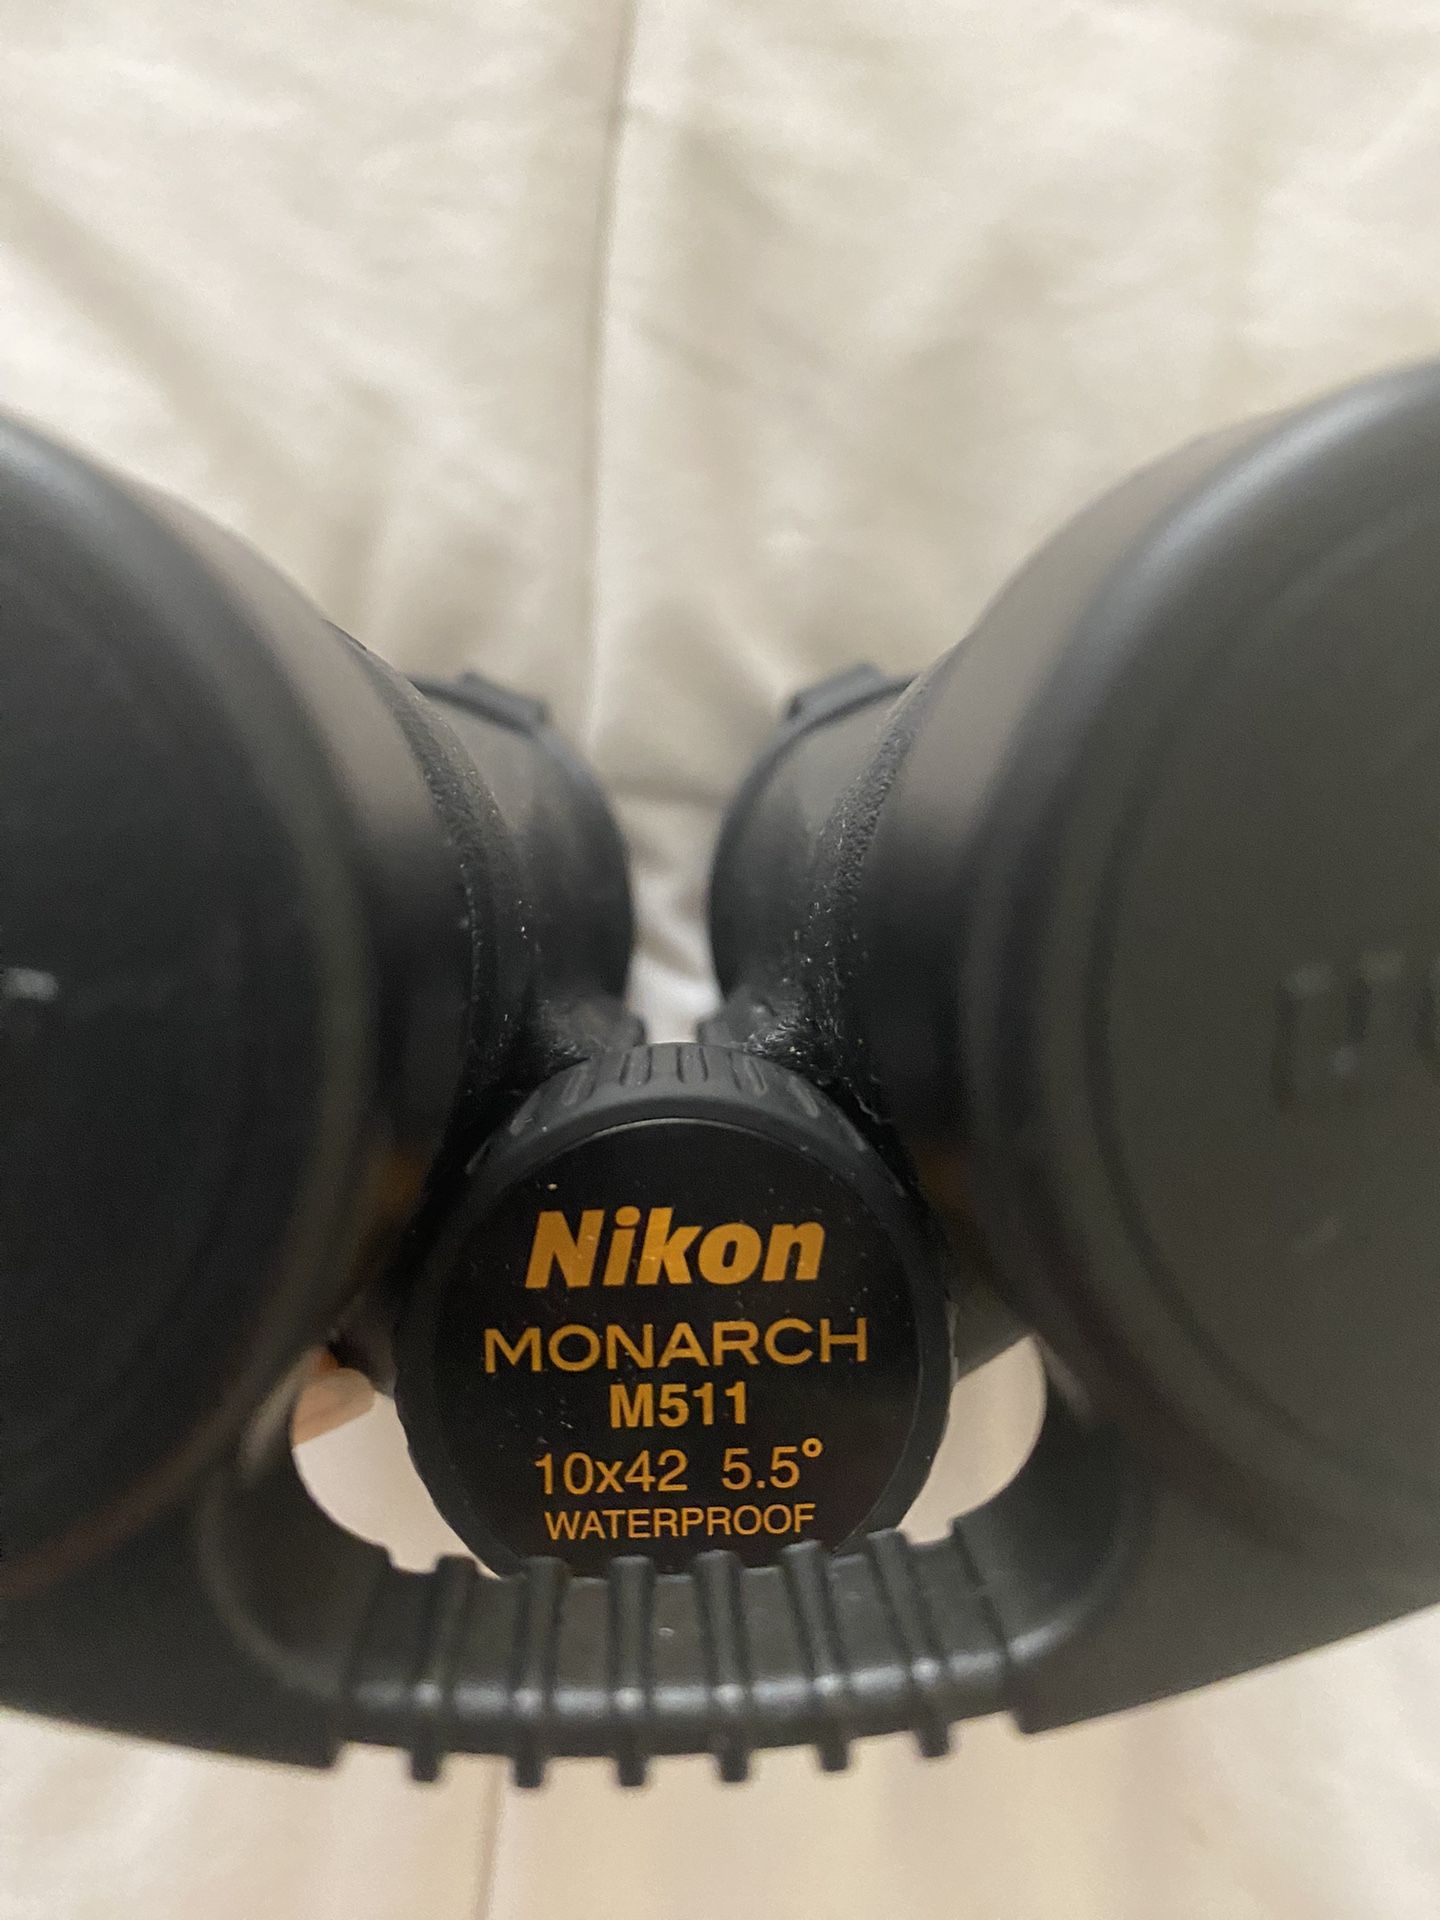 Nikon
MONARCH
M511
10x42 5.5°
WATERPROOF